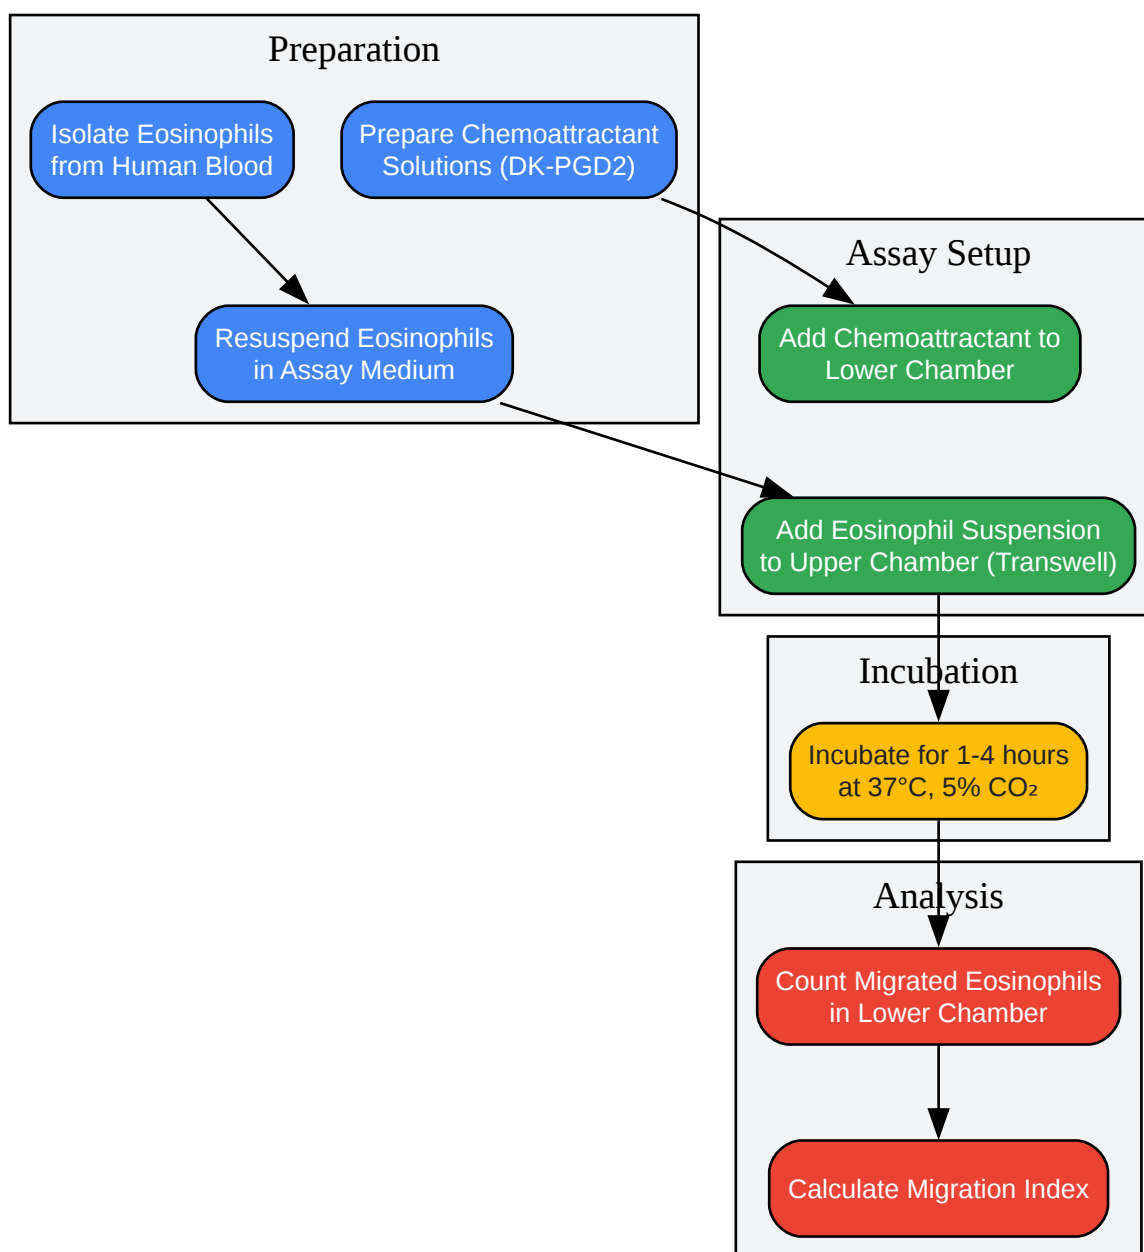 Preparation
Isolate Eosinophils
from Human Blood
Prepare Chemoattractant
Solutions (DK-PGD2)
Resuspend Eosinophils
in Assay Medium
Assay Setup
Add Chemoattractant to
Lower Chamber
Add Eosinophil Suspension
to Upper Chamber (Transwell)
Incubation
Incubate for 1-4 hours
at 37°C, 5% CO₂
Analysis
Count Migrated Eosinophils
in Lower Chamber
Calculate Migration Index